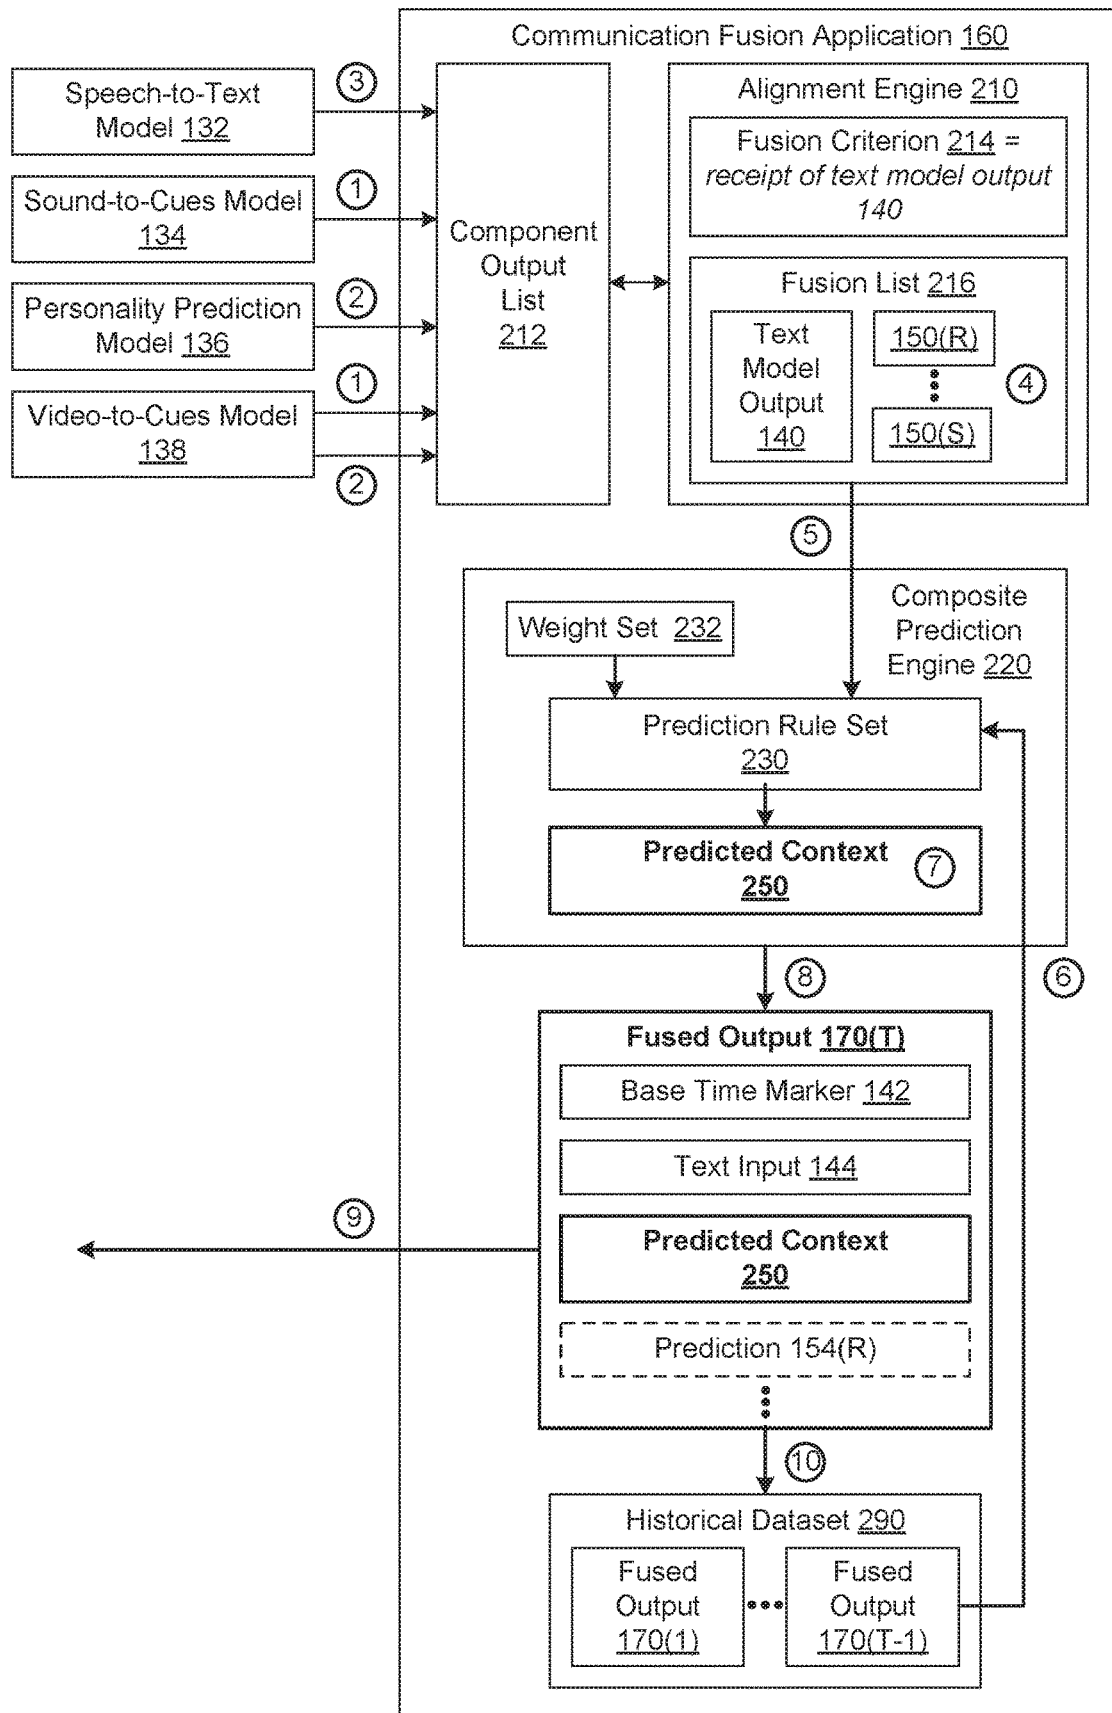 Communication Fusion Application 160
Speech-to-Text
Model 132
3
Sound-to-Cues Model
134
1
Personality Prediction
Model 136
2
Video-to-Cues Model
138
1
2
Component
Output
List
212
Alignment Engine 210
Fusion Criterion 214 =
receipt of text model output
140
Fusion List 216
Text
Model
Output
140
150(R)
150(S)
4
5
Composite
Prediction
Engine 220
Weight Set 232
Prediction Rule Set
230
Predicted Context
250
7
8
6
Fused Output 170(T)
Base Time Marker 142
Text Input 144
Predicted Context
250
Prediction 154(R)
9
10
Historical Dataset 290
Fused
Output
170(1)
Fused
Output
170(T-1)